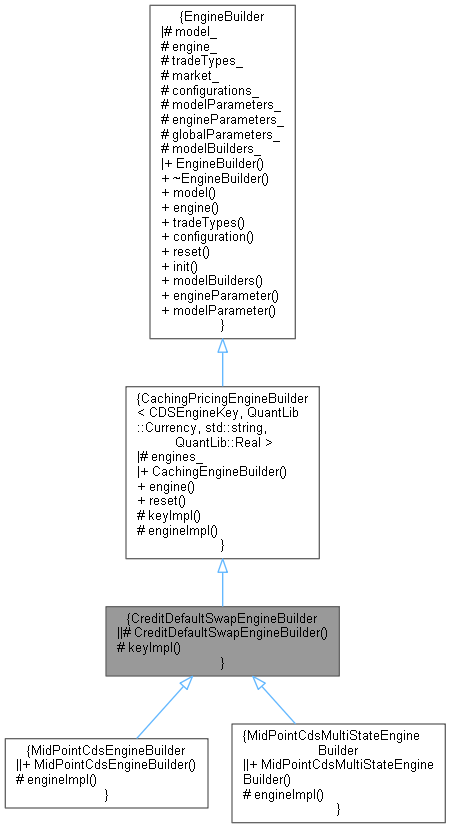 {EngineBuilder
|# model_
# engine_
# tradeTypes_
# market_
# configurations_
# modelParameters_
# engineParameters_
# globalParameters_
# modelBuilders_
|+ EngineBuilder()
+ ~EngineBuilder()
+ model()
+ engine()
+ tradeTypes()
+ configuration()
+ reset()
+ init()
+ modelBuilders()
+ engineParameter()
+ modelParameter()
}
{CachingPricingEngineBuilder
< CDSEngineKey, QuantLib
::Currency, std::string,
QuantLib::Real >
|# engines_
|+ CachingEngineBuilder()
+ engine()
+ reset()
# keyImpl()
# engineImpl()
}
{CreditDefaultSwapEngineBuilder
||# CreditDefaultSwapEngineBuilder()
# keyImpl()
}
{MidPointCdsEngineBuilder
||+ MidPointCdsEngineBuilder()
# engineImpl()
}
{MidPointCdsMultiStateEngine
Builder
||+ MidPointCdsMultiStateEngine
Builder()
# engineImpl()
}